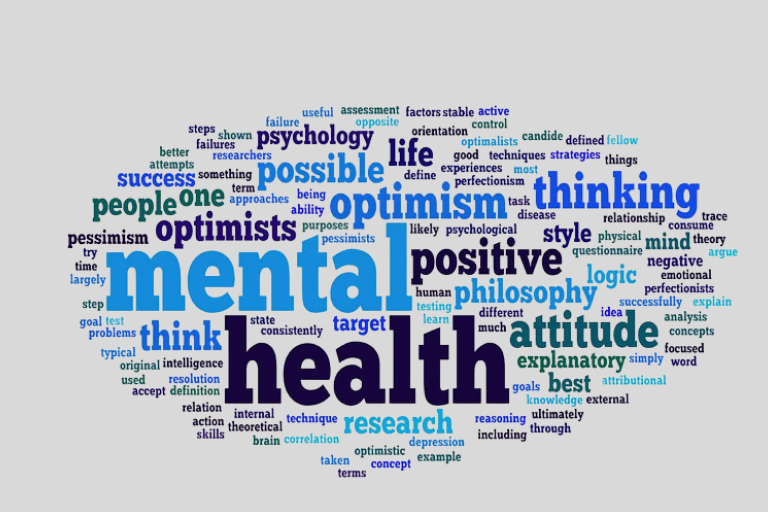 useful assessment factors stable active
failure opposite control
steps shown psychology orientation candide defined fellow
failures life optimalists
better researchers possible good techniques strategies things
attempts define experiences most
success something perfectionism thinking
term approaches being optimism task
people one ability disease relationship trace
optimists purposes likely psychological style physical consume
pessimism pessimists mind theory
try mental positive questionnaire negative argue
time human philosophy logic emotional
largely perfectionists
step testing different successfully explain
goal test state target learn idea analysis
problems think consistently much attitude concepts
typical health focused
original intelligence explanatory simply word
used resolution goals best attributional
accept definition knowledge external
relation internal technique research reasoning ultimately
action theoretical through
skills brain correlation depression including
optimistic example
taken concept
terms